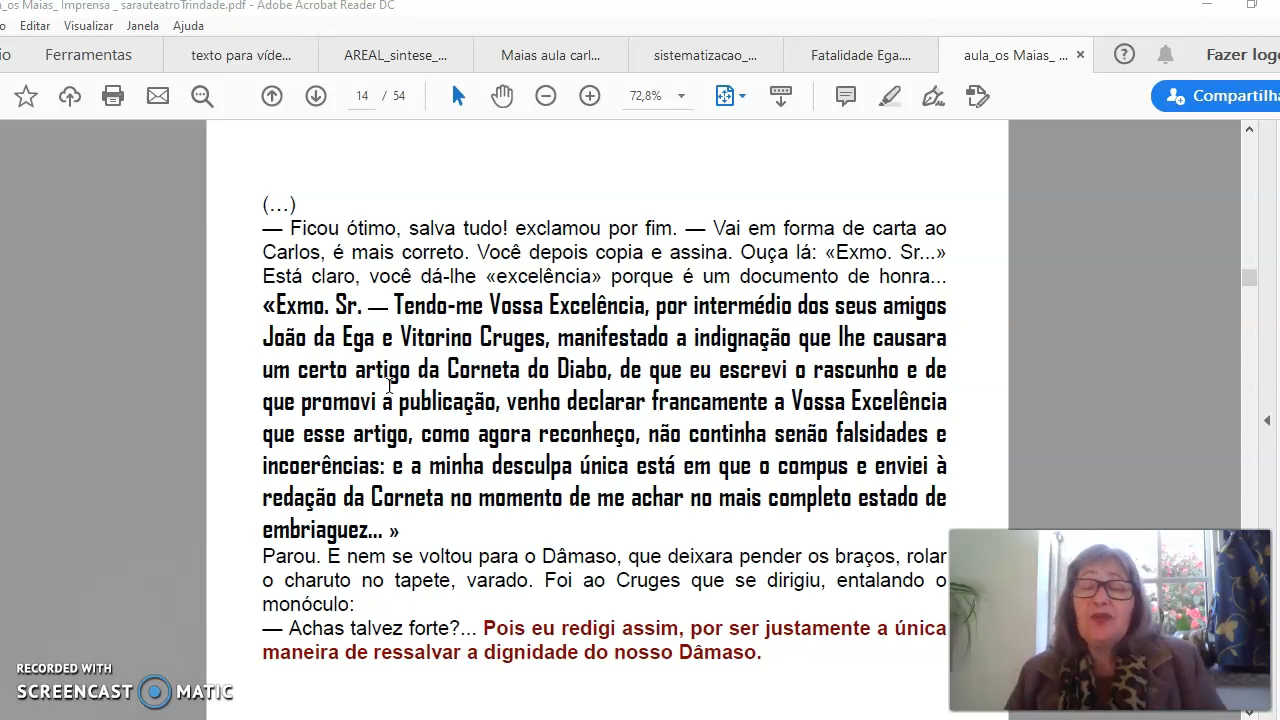 a_os Maias_ Imprensa _ sarauteatroTrindade.pdf - Adobe Acrobat Reader DC
o Editar Visualizar Janela Ajuda
io Ferramentas texto para víde... AREAL_sintese_... Maias aula carl... sistematizacao_... Fatalidade Ega.... aula_os Maias_ ... × ? Fazer logo
14 / 54 72,8% Compartilha
(…)
— Ficou ótimo, salva tudo! exclamou por fim. — Vai em forma de carta ao
Carlos, é mais correto. Você depois copia e assina. Ouça lá: «Exmo. Sr...»
Está claro, você dá-lhe «excelência» porque é um documento de honra...
«Exmo. Sr. — Tendo-me Vossa Excelência, por intermédio dos seus amigos
João da Ega e Vitorino Cruges, manifestado a indignação que lhe causara
um certo artigo da Corneta do Diabo, de que eu escrevi o rascunho e de
que promovi a publicação, venho declarar francamente a Vossa Excelência
que esse artigo, como agora reconheço, não continha senão falsidades e
incoerências: e a minha desculpa única está em que o compus e enviei à
redação da Corneta no momento de me achar no mais completo estado de
embriaguez... »
Parou. E nem se voltou para o Dâmaso, que deixara pender os braços, rolar
o charuto no tapete, varado. Foi ao Cruges que se dirigiu, entalando o
monóculo:
— Achas talvez forte?... Pois eu redigi assim, por ser justamente a única
maneira de ressalvar a dignidade do nosso Dâmaso.
RECORDED WITH
SCREENCAST MATIC